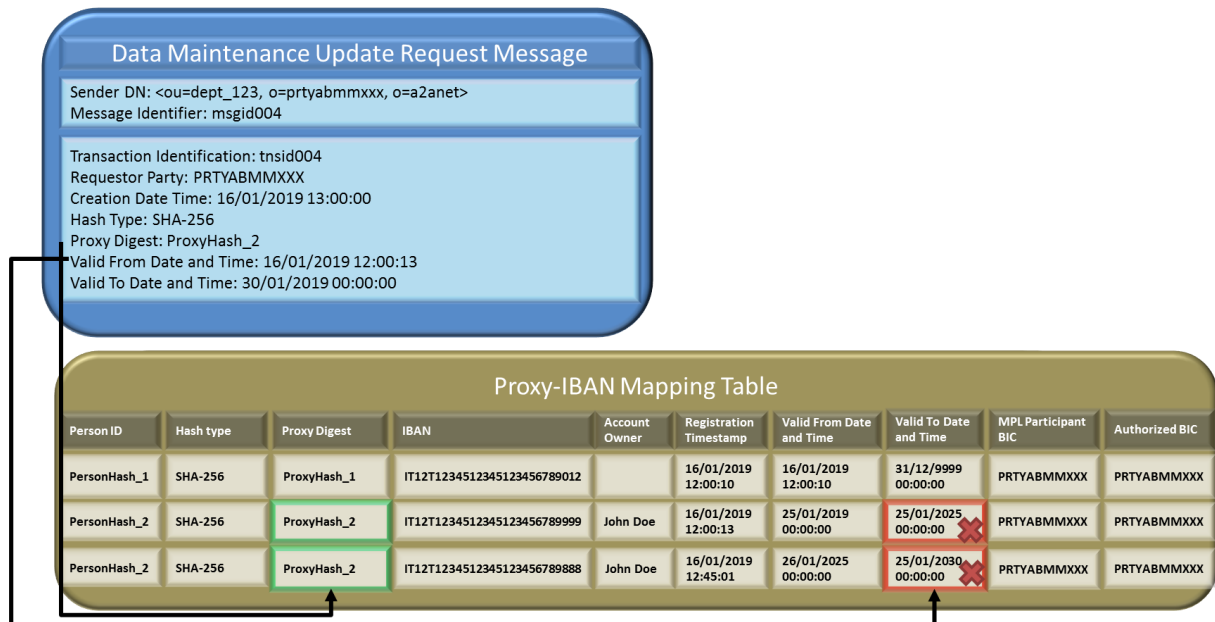 Data Maintenance Update Request Message
Sender DN: <ou=dept_123, o=prtyabmmxxx, o=a2anet>
Message Identifier: msgid004
Transaction Identification: tnsid004
Requestor Party: PRTYABMMXXX
Creation Date Time: 16/01/2019 13:00:00
Hash Type: SHA-256
Proxy Digest: ProxyHash_2
Valid From Date and Time: 16/01/2019 12:00:13
Valid To Date and Time: 30/01/2019 00:00:00
Proxy-IBAN Mapping Table
Person ID Hash type Proxy Digest IBAN Account Owner Registration Timestamp Valid From Date and Time Valid To Date and Time MPL Participant BIC Authorized BIC
PersonHash_1 SHA-256 ProxyHash_1 IT12T1234512345123456789012 16/01/2019 12:00:10 16/01/2019 12:00:10 31/12/9999 00:00:00 PRTYABMMXXX PRTYABMMXXX
PersonHash_2 SHA-256 ProxyHash_2 IT12T1234512345123456789999 John Doe 16/01/2019 12:00:13 25/01/2019 00:00:00 25/01/2025 00:00:00 PRTYABMMXXX PRTYABMMXXX
PersonHash_2 SHA-256 ProxyHash_2 IT12T1234512345123456789888 John Doe 16/01/2019 12:45:01 26/01/2025 00:00:00 25/01/2030 00:00:00 PRTYABMMXXX PRTYABMMXXX